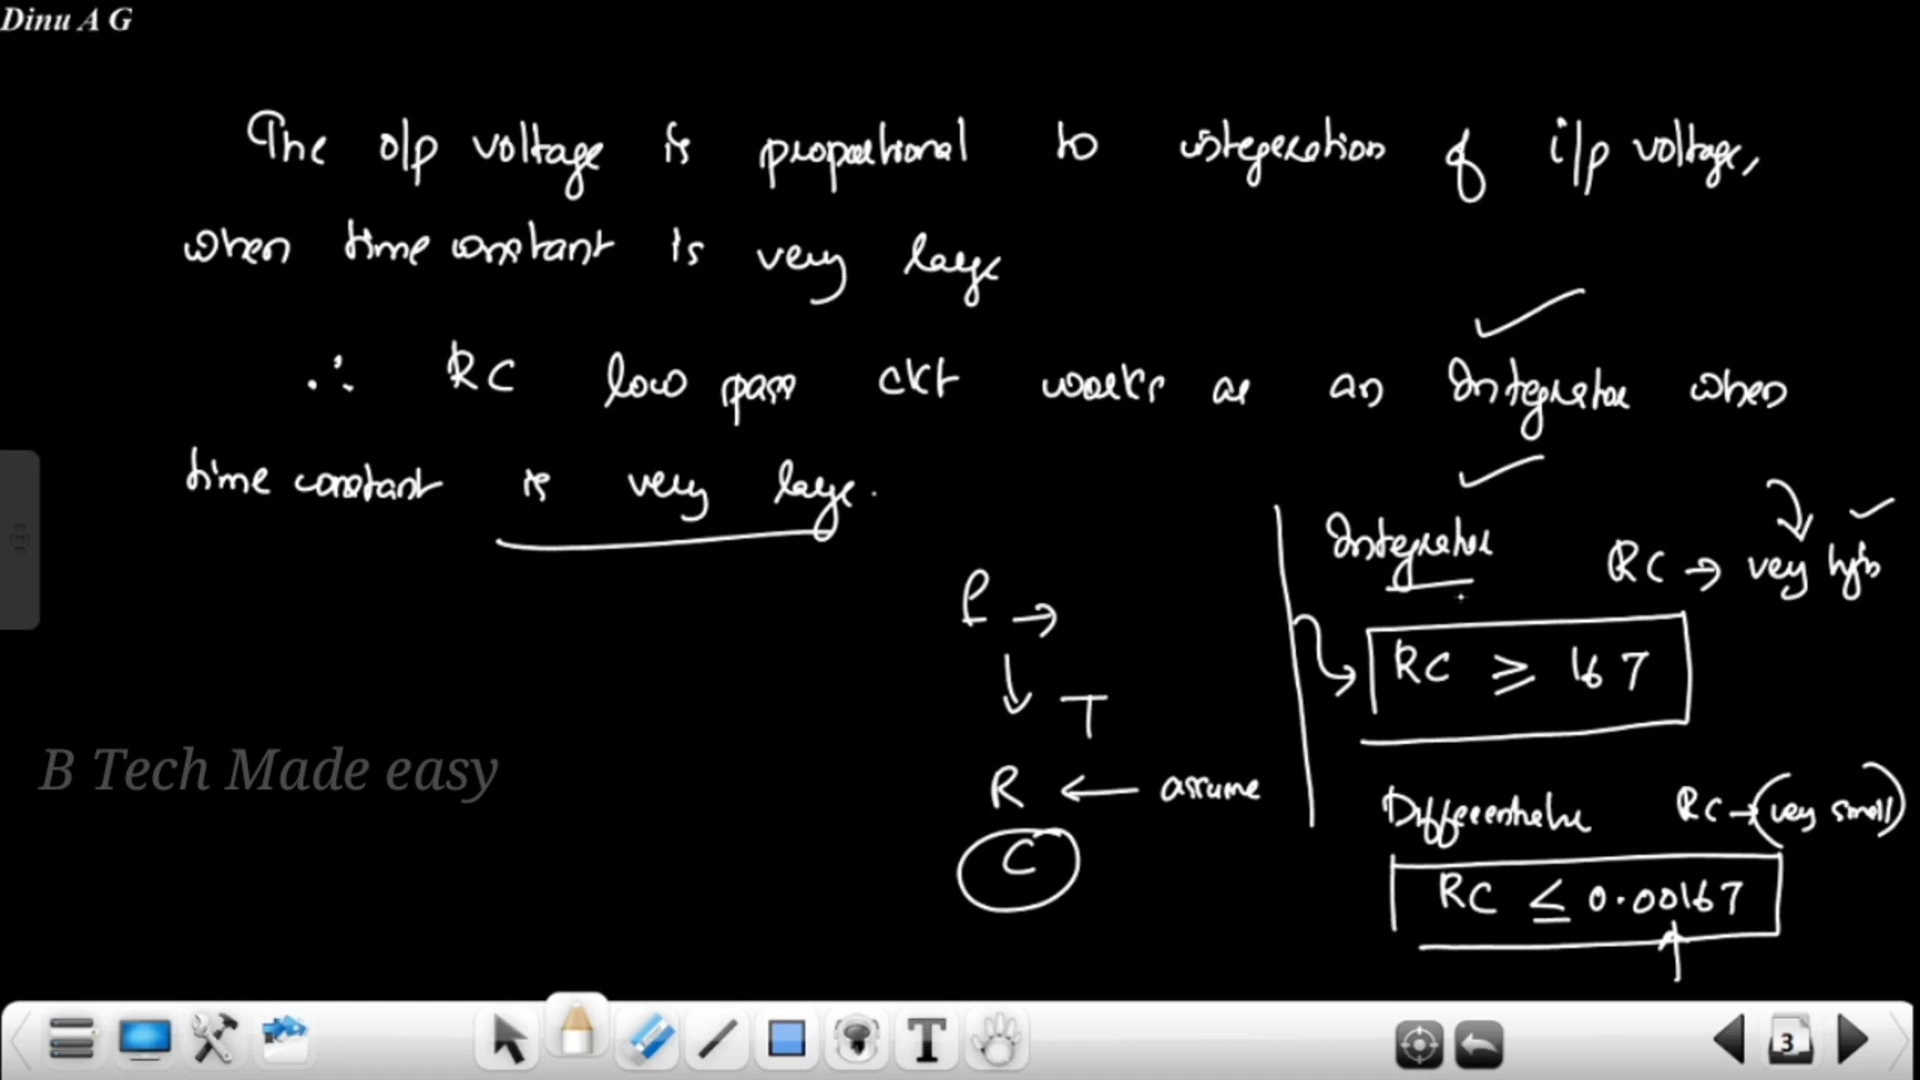 Dinu A G
The o/p voltage is proportional to integration of i/p voltage,
when time constant is very large
∴ RC low pass ckt works as an Integrator when
time constant is very large.
Integrator RC → very high
f →
T
RC ≥ 16T
R ← assume
C
Differentiator RC → (very small)
RC ≤ 0.0016T
B Tech Made easy
T
3